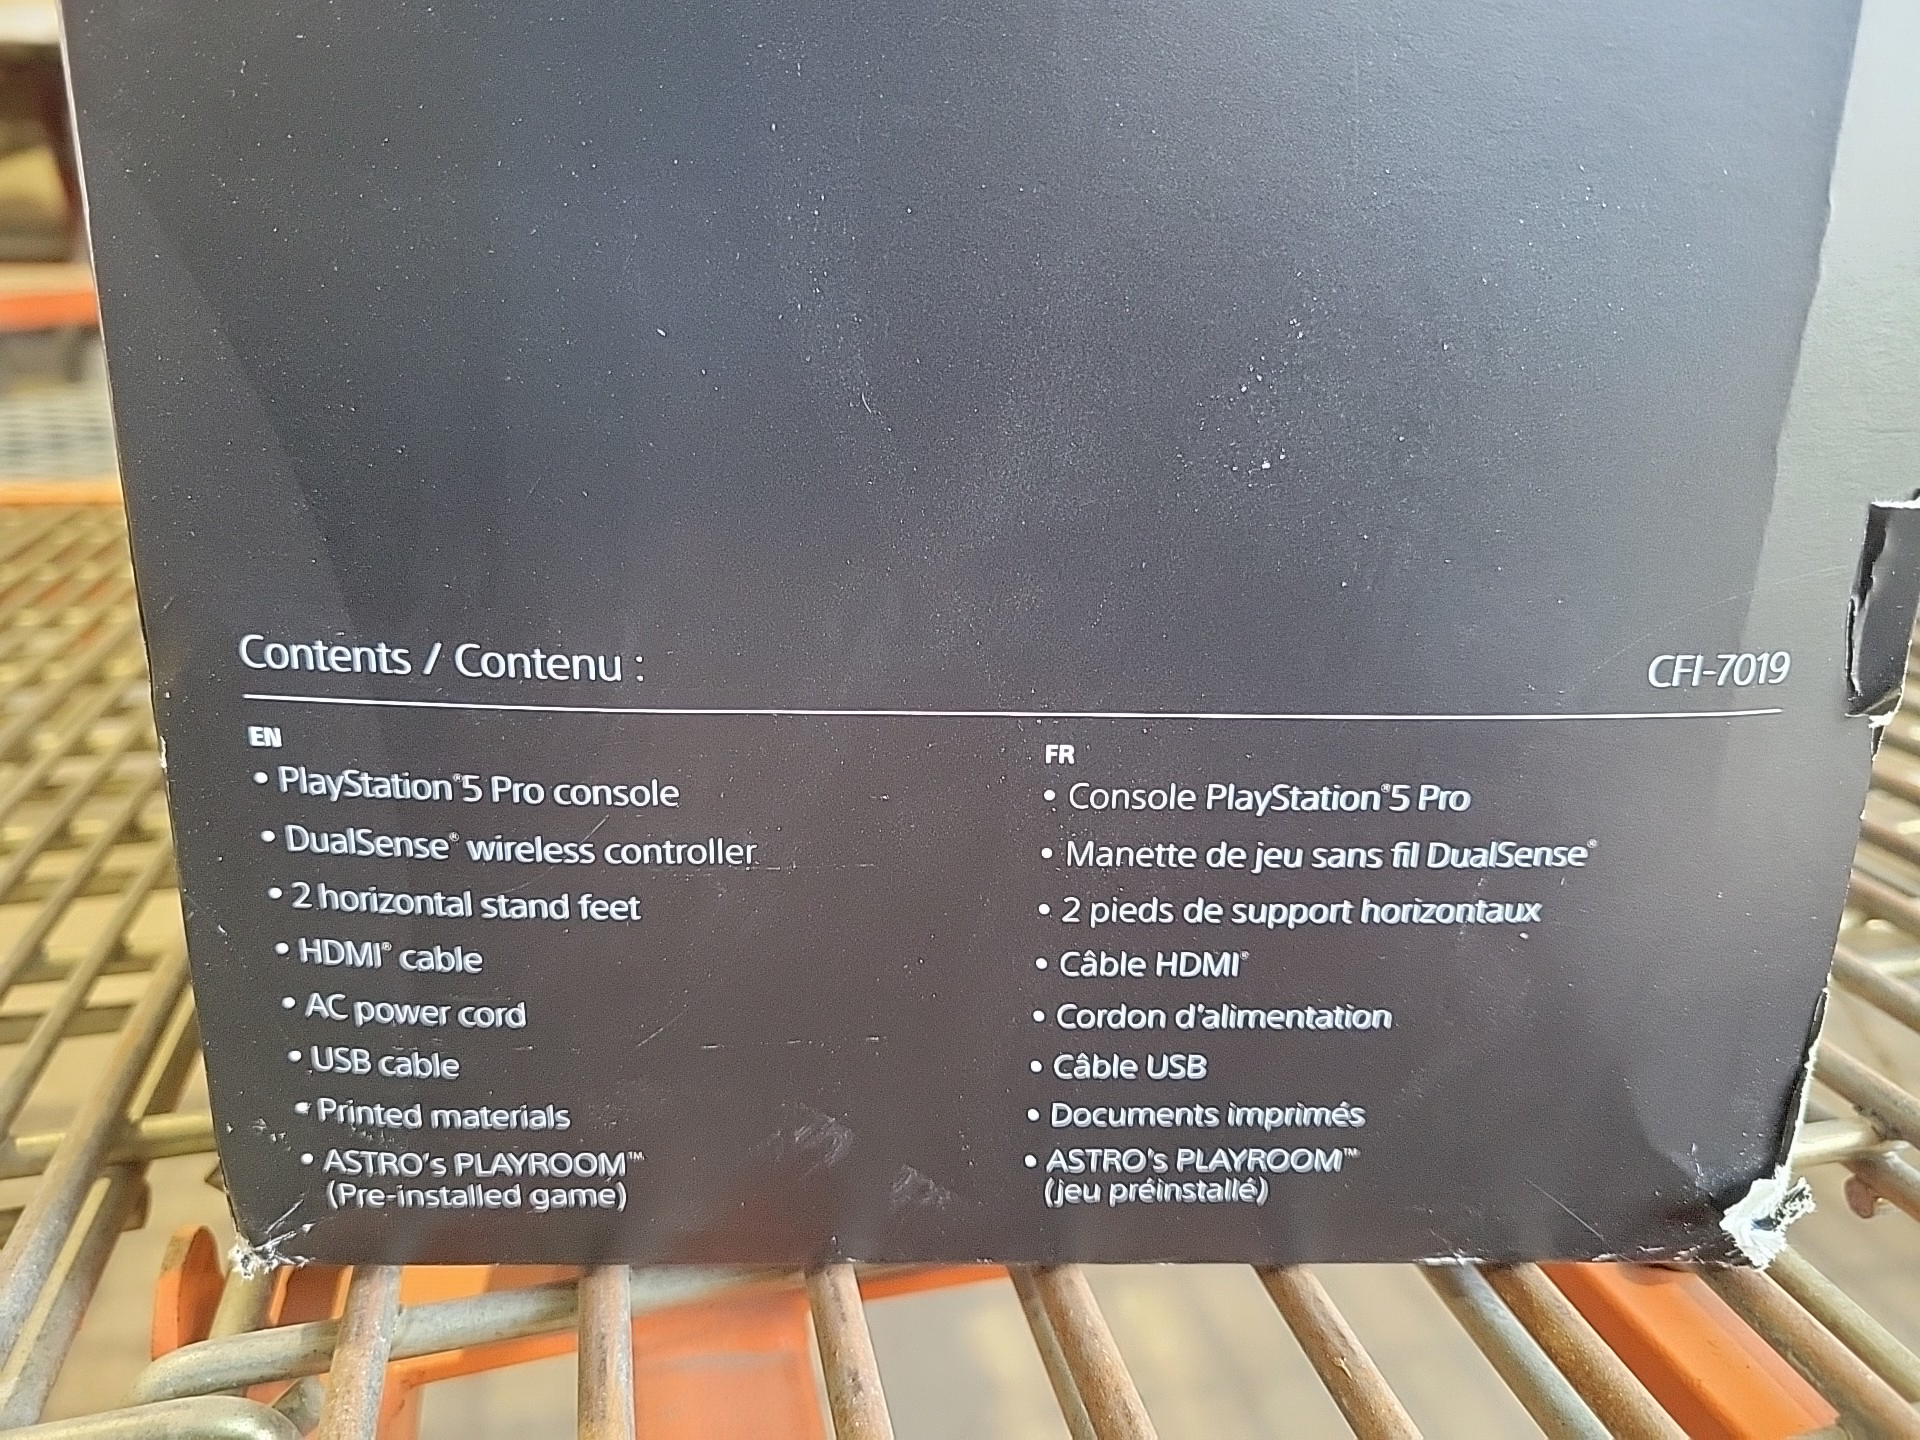 Contents / Contenu :
CFI-7019
EN
• PlayStation®5 Pro console
• DualSense® wireless controller
• 2 horizontal stand feet
• HDMI® cable
• AC power cord
• USB cable
• Printed materials
• ASTRO's PLAYROOM™
(Pre-installed game)
FR
• Console PlayStation®5 Pro
• Manette de jeu sans fil DualSense®
• 2 pieds de support horizontaux
• Câble HDMI®
• Cordon d'alimentation
• Câble USB
• Documents imprimés
• ASTRO's PLAYROOM™
(jeu préinstallé)